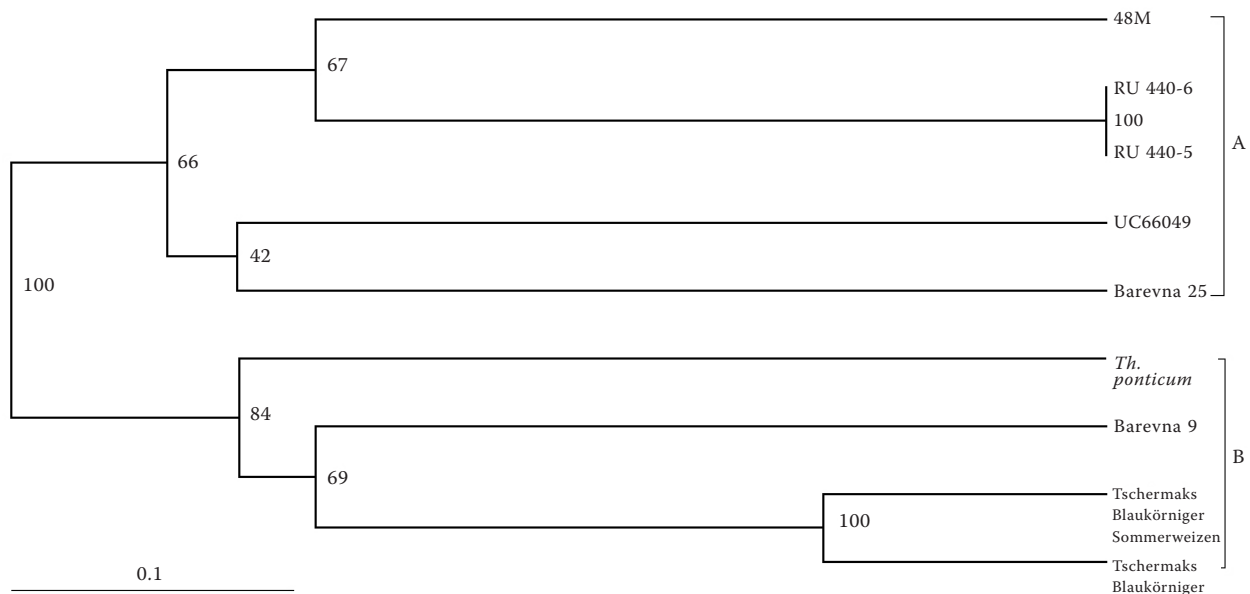 48M
67
RU 440-6
100
RU 440-5
A
66
UC66049
42
Barevna 25
100
Th.
ponticum
84
Barevna 9
B
69
Tschermaks
Blaukörniger
Sommerweizen
100
Tschermaks
Blaukörniger
0.1